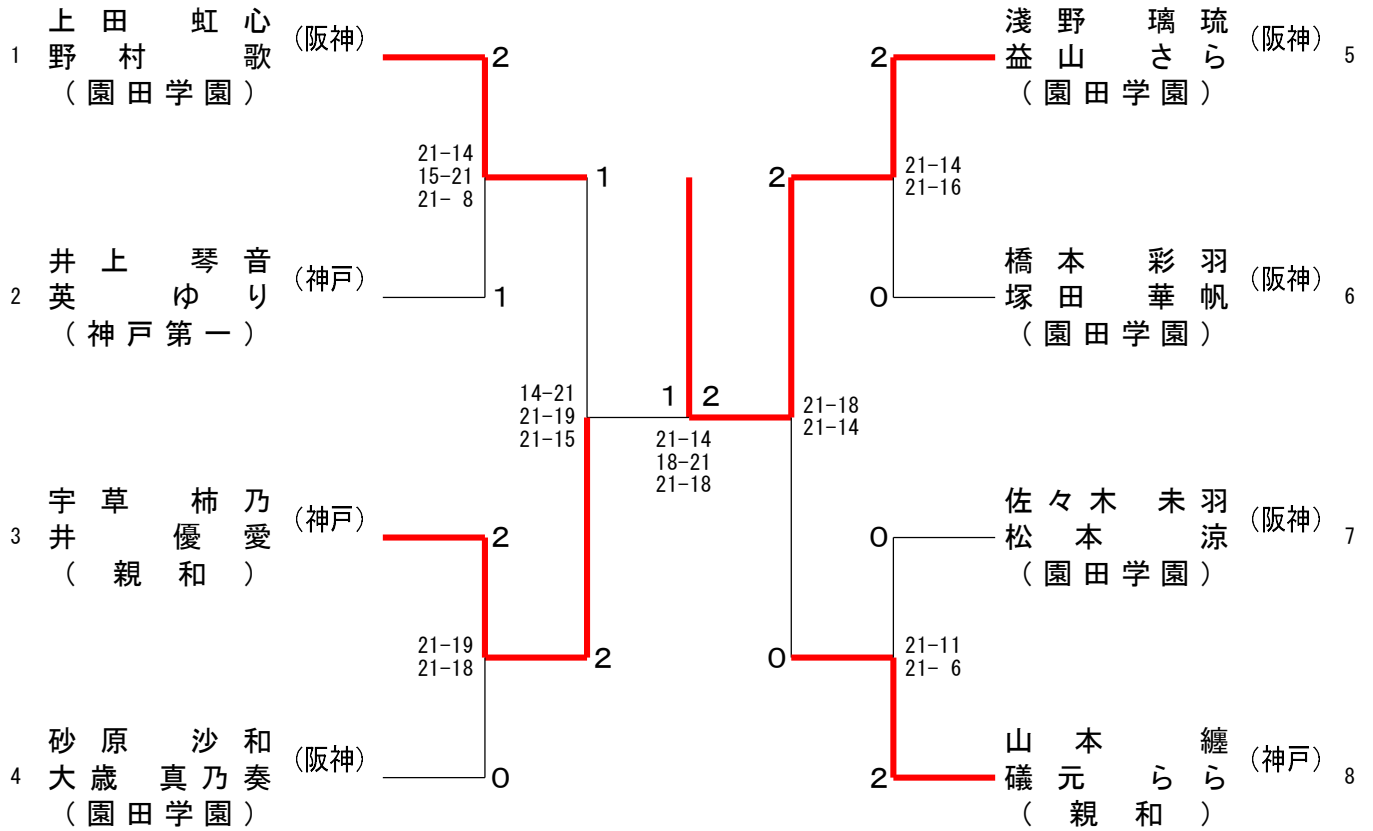 上田 虹心
1 野村 歌 (阪神) 2
(園田学園)
21-14
15-21
21- 8
1
井上 琴音
2 英 ゆり (神戸) 1
(神戸第一)
14-21
21-19
21-15
宇草 柿乃
3 井 優愛 (神戸) 2
(親和)
21-19
21-18
2
砂原 沙和
4 大歳 真乃奏 (阪神) 0
(園田学園)
1 2
21-14
18-21
21-18
淺野 璃琉
2 益山 さら (阪神) 5
(園田学園)
2
21-14
21-16
橋本 彩羽
0 塚田 華帆 (阪神) 6
(園田学園)
21-18
21-14
佐々木 未羽
0 松本 涼 (阪神) 7
(園田学園)
0
21-11
21- 6
山本 纏
2 礒元 らら (神戸) 8
(親和)